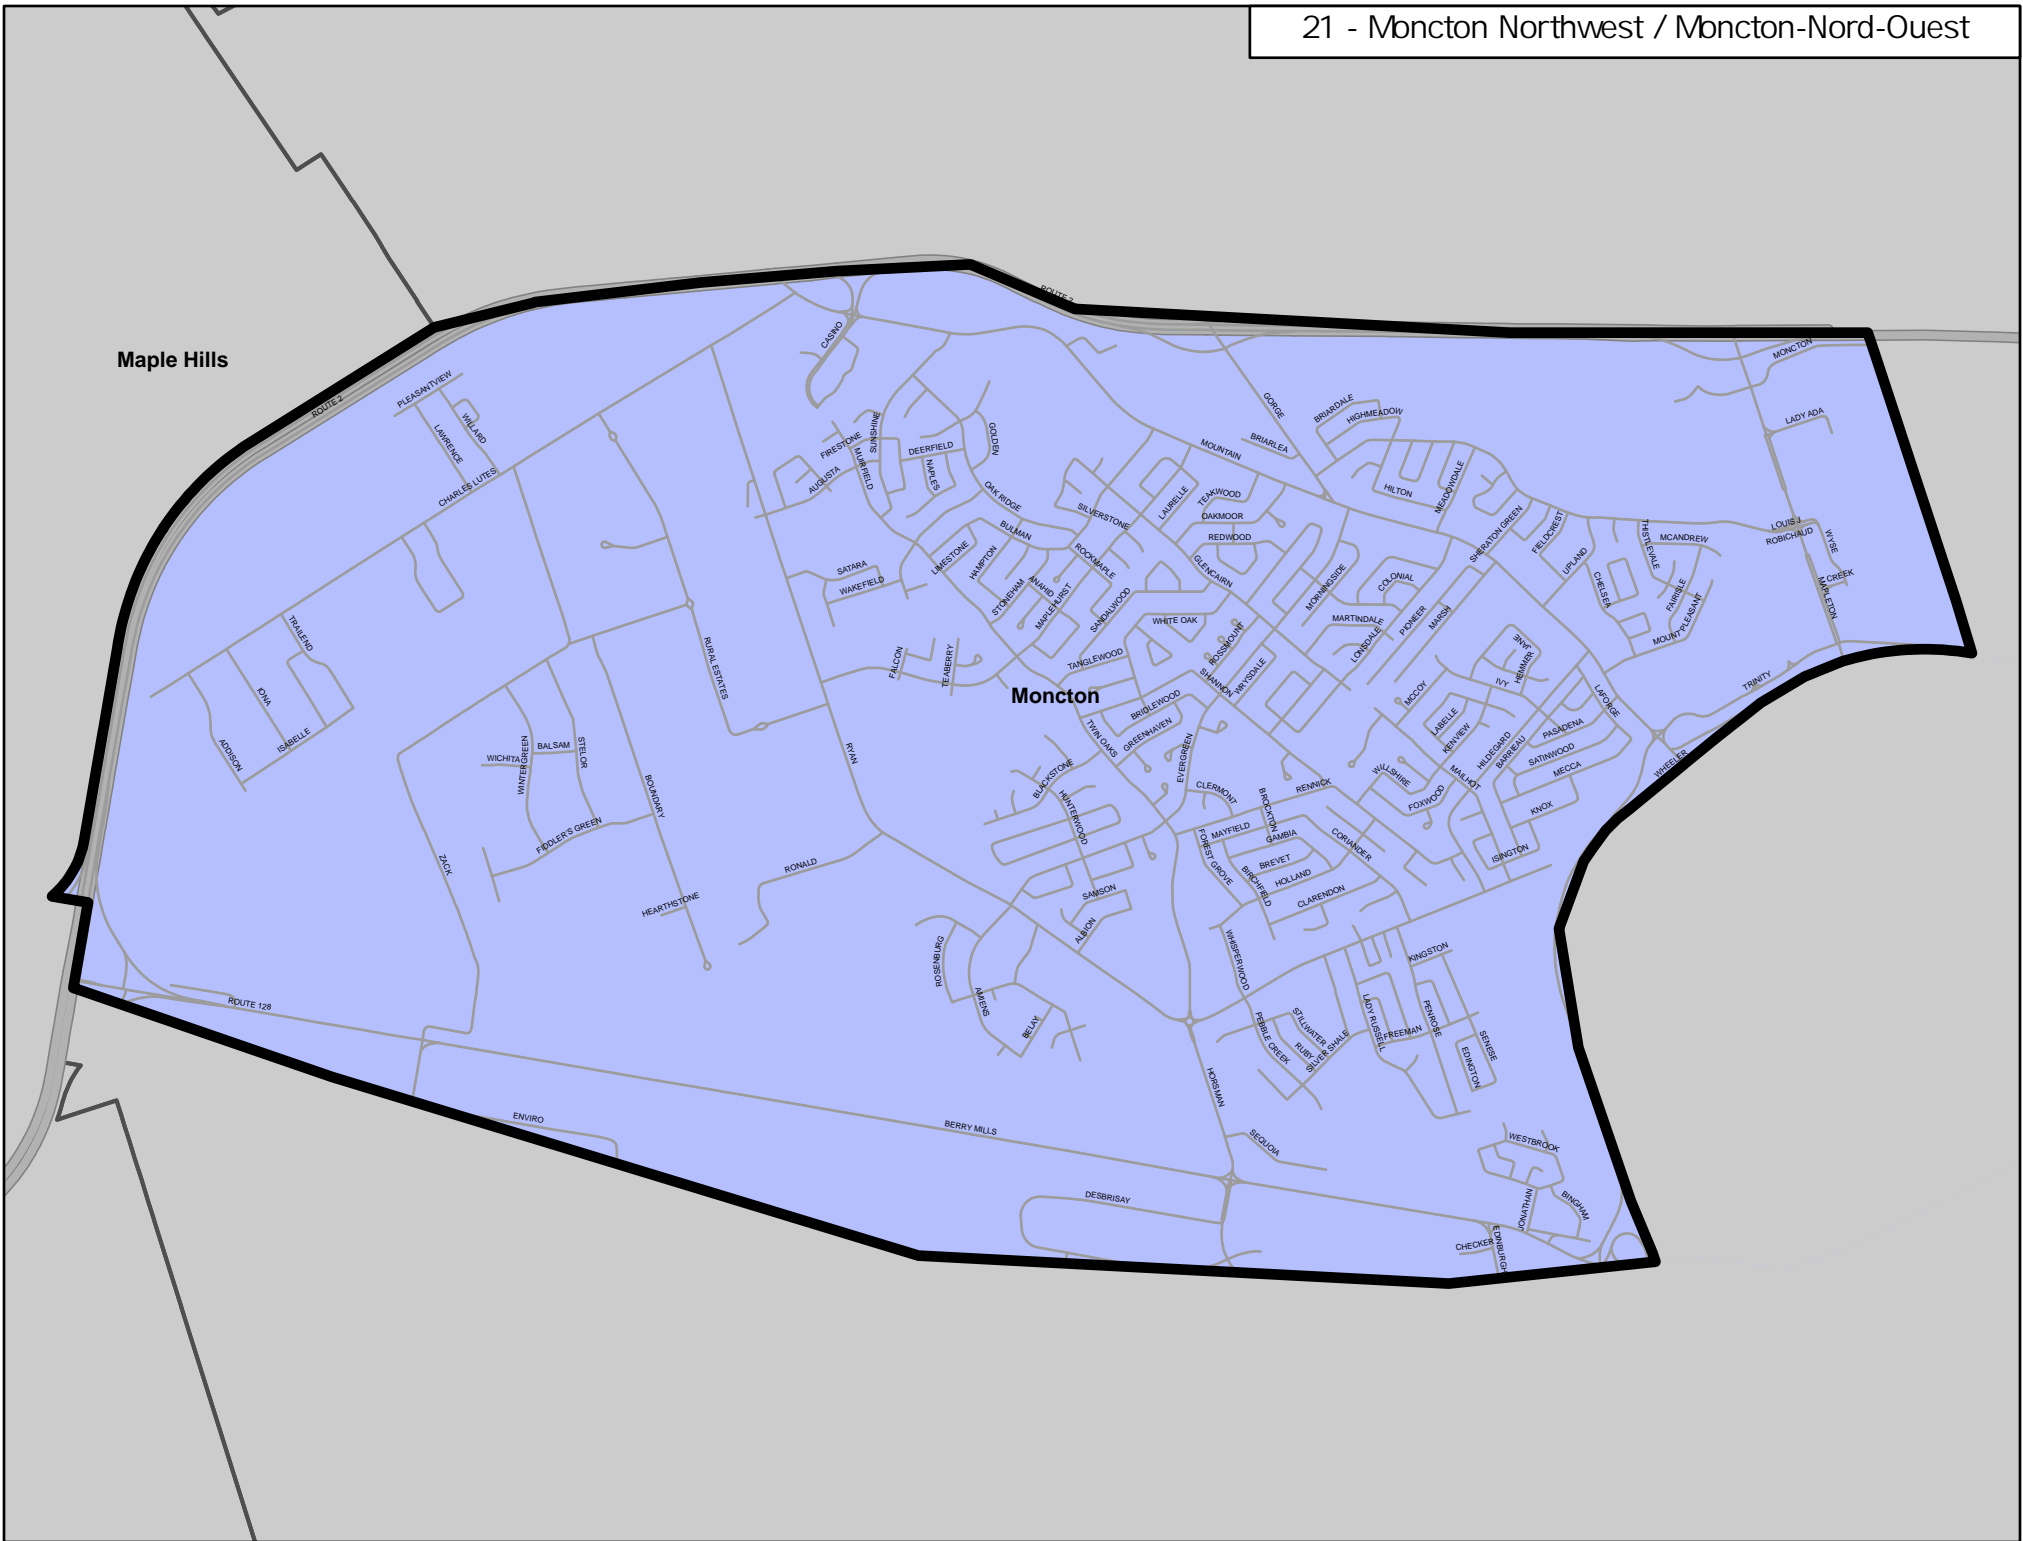 21 - Moncton Northwest / Moncton-Nord-Ouest
ROUTE 2
CASINO
MONCTON
Maple Hills
PLEASANTVIEW
ROUTE 2
WILLARD
LAWRENCE
CHARLES LUTES
GORGE
BRIARDALE
HIGHMEADOW
LADY ADA
SUNSHINE
FIRESTONE
GOLDEN
DEERFIELD
MUIRFIELD
NAPLES
AUGUSTA
MOUNTAIN
BRIARLEA
HILTON
MEADOWDALE
OAK RIDGE
LAURELLE
TEAKWOOD
SILVERSTONE
OAKMOOR
REDWOOD
BULMAN
SHERATON GREEN
FIELDCREST
THISTLEVALE
MCANDREW
LOUIS J
ROBICHAUD
WYSE
LIMESTONE
HAMPTON
ROCKMAPLE
GLENCAIRN
UPLAND
SATARA
WAKEFIELD
STONEHAM
ANAHID
MAPLEHURST
SANDALWOOD
MORNINGSIDE
COLONIAL
CHELSEA
FAIRISLE
CREEK
MAPLETON
MOUNT PLEASANT
WHITE OAK
MARTINDALE
PIONEER
MARSH
LONSDALE
TRAILEND
RURAL ESTATES
FALCON
TEABERRY
TANGLEWOOD
ROSSMOUNT
SHANNON
WRYSDALE
JANE
HEMMER
IVY
TRINITY
IONA
Moncton
BRIDLEWOOD
MCCOY
LAFORGE
ADDISON
ISABELLE
TWIN OAKS
GREENHAVEN
LABELLE
KENVIEW
PASADENA
HILDEGARD
BARRIEAU
SATINWOOD
MECCA
WHEELER
WICHITA
WINTERGREEN
BALSAM
STELOR
RYAN
BLACKSTONE
EVERGREEN
CLERMONT
RENNICK
WILLSHIRE
MAILHOT
FOXWOOD
KNOX
BOUNDARY
HUNTERWOOD
BROCKTON
FIDDLER'S GREEN
MAYFIELD
GAMBIA
CORIANDER
ISINGTON
ZACK
RONALD
FOREST GROVE
BREVET
BIRCHFIELD
HOLLAND
CLARENDON
HEARTHSTONE
SAMSON
ALBION
ROSENBURG
WHISPERWOOD
KINGSTON
ROUTE 128
AMIENS
BELAY
PEBBLE CREEK
STILLWATER
RUBY
SILVER SHALE
LADY RUSSELL
FREEMAN
PENROSE
SENESE
EDINGTON
HORSMAN
ENVIRO
BERRY MILLS
SEQUOIA
WESTBROOK
DESBRISAY
JONATHAN
BINGHAM
CHECKER
EDINBURGH